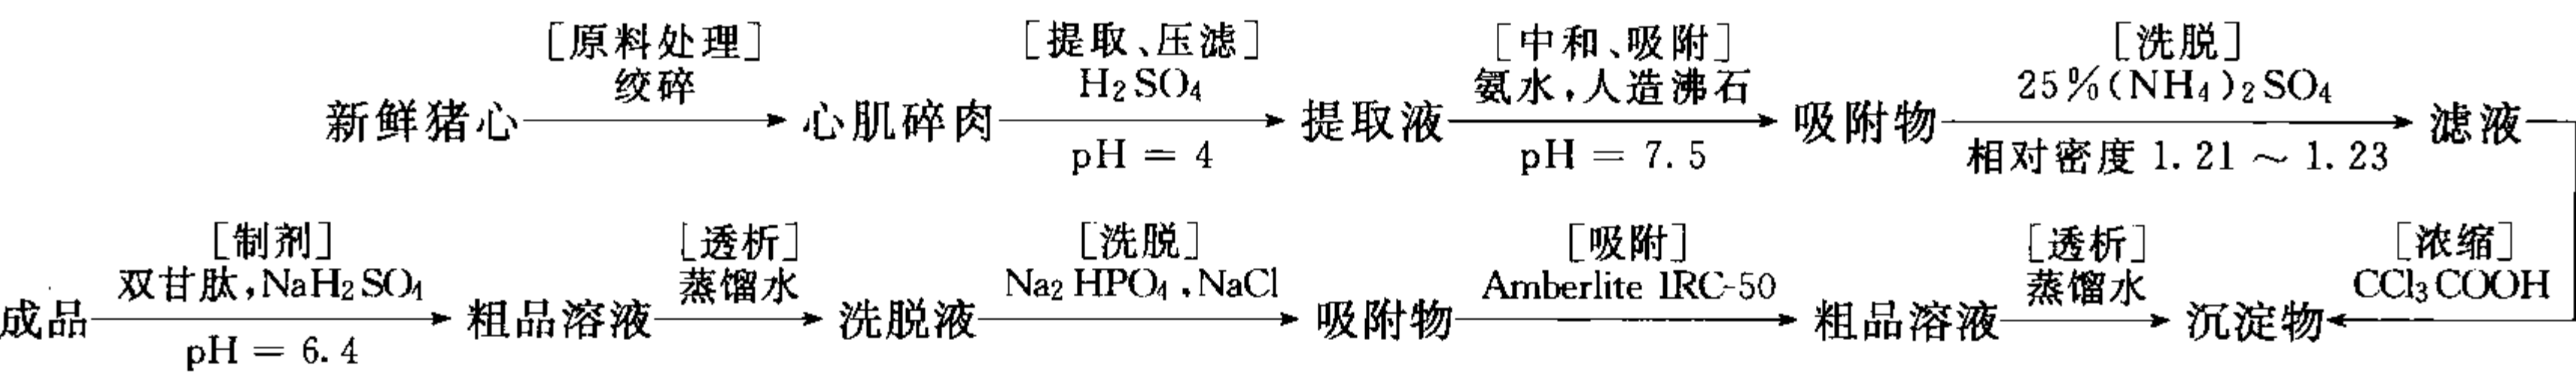 [原料处理] [提取、压滤] [中和、吸附] [洗脱]
绞碎 H₂SO₄ 氨水,人造沸石 25%(NH₄)₂SO₄
新鲜猪心 心肌碎肉 提取液 吸附物 滤液
pH = 4 pH = 7.5 相对密度 1.21 ~ 1.23
[制剂] [透析] [洗脱] [吸附] [透析] [浓缩]
双甘肽,NaH₂SO₄ 蒸馏水 Na₂HPO₄,NaCl Amberlite IRC-50 蒸馏水 CCl₃COOH
成品 粗品溶液 洗脱液 吸附物 粗品溶液 沉淀物
pH = 6.4